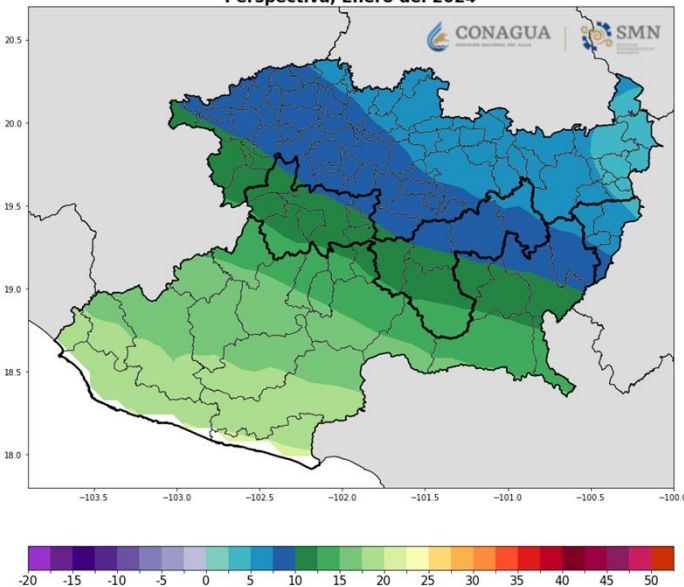 Perspectiva, Enero del 2024
CONAGUA
COMISIÓN NACIONAL DEL AGUA
SMN
20.5
20.0
19.5
19.0
18.5
18.0
−103.5 −103.0 −102.5 −102.0 −101.5 −101.0 −100.5 −100.0
-20 -15 -10 -5 0 5 10 15 20 25 30 35 40 45 50